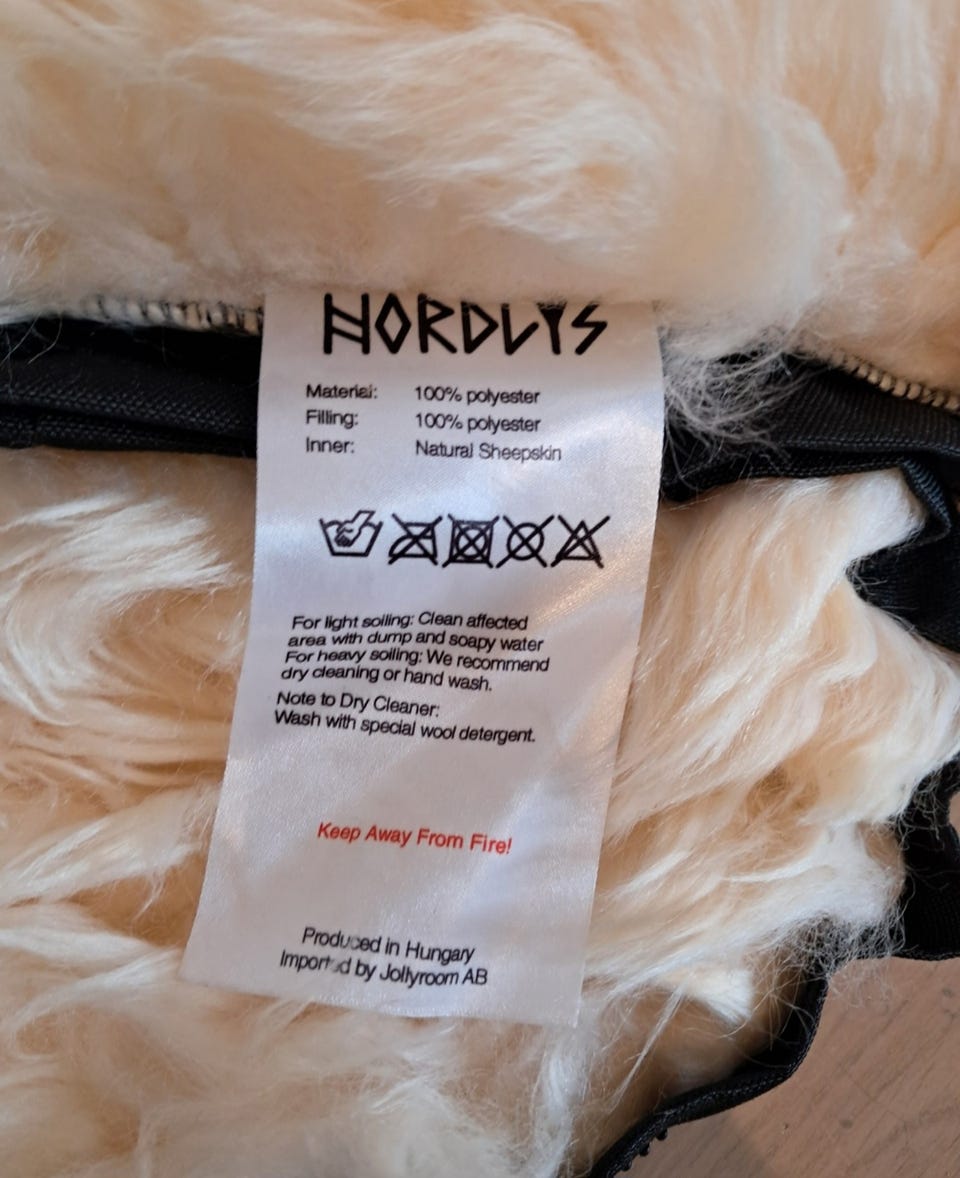 NORDLYS
Material: 100% polyester
Filling: 100% polyester
Inner: Natural Sheepskin
For light soiling: Clean affected
area with dump and soapy water
For heavy soiling: We recommend
dry cleaning or hand wash.
Note to Dry Cleaner:
Wash with special wool detergent.
Keep Away From Fire!
Produced in Hungary
Imported by Jollyroom AB